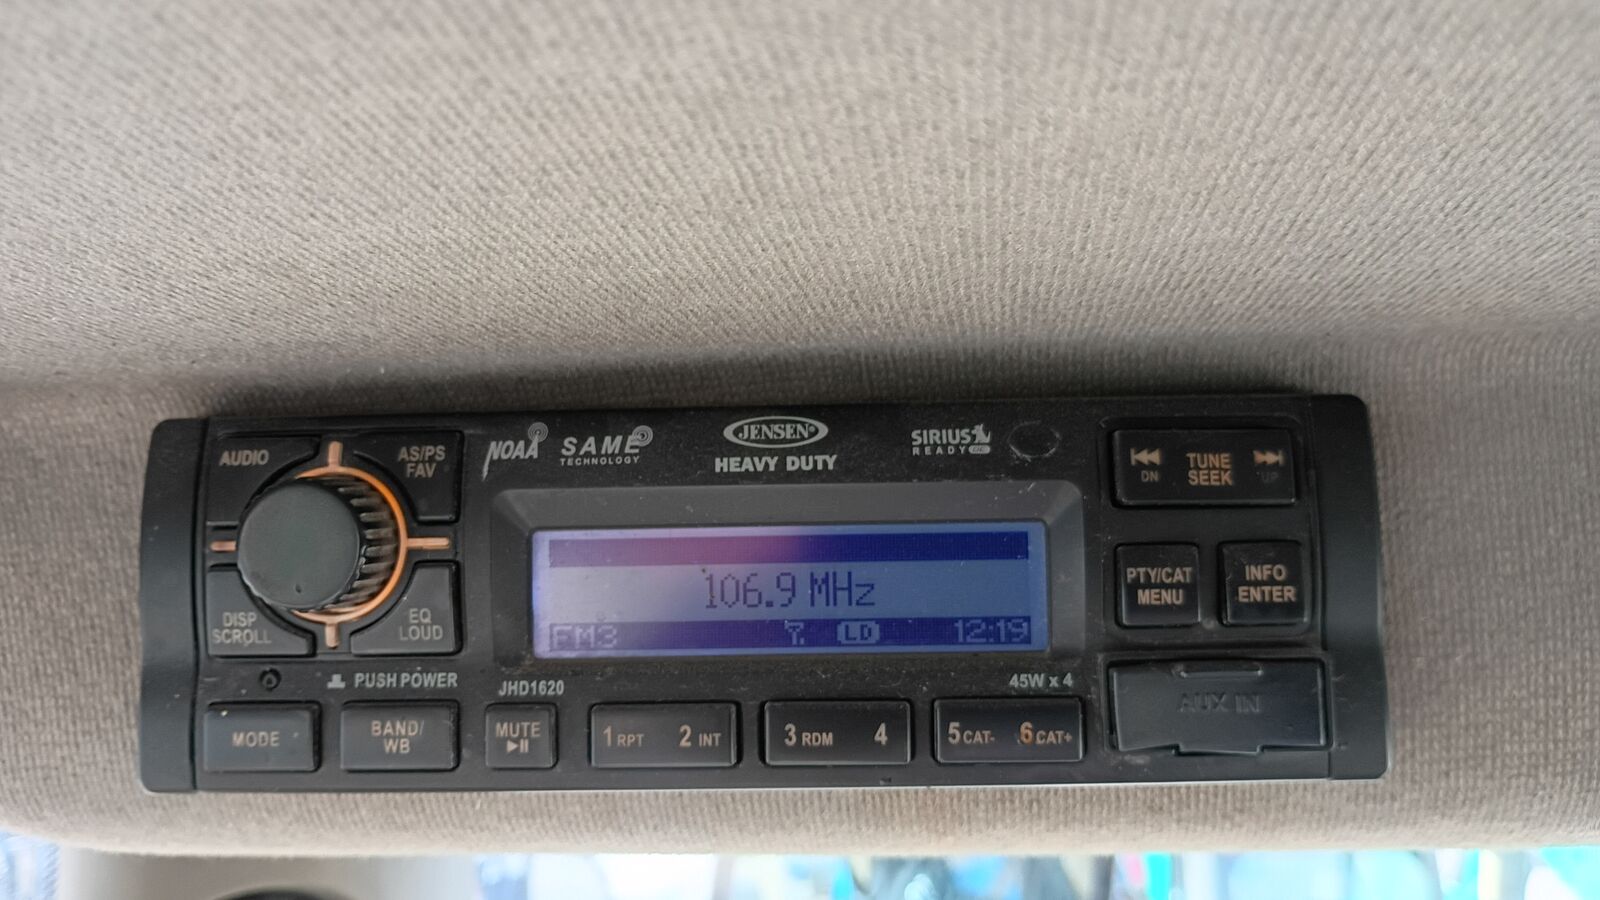 AUDIO
AS/PS
FAV
NOAA
SAME
TECHNOLOGY
JENSEN®
HEAVY DUTY
SIRIUS
READY
DN
TUNE
SEEK
UP
106.9 MHz
FM3
LD
12:19
DISP
SCROLL
EQ
LOUD
PTY/CAT
MENU
INFO
ENTER
PUSH POWER
JHD1620
45W x 4
AUX IN
MODE
BAND/
WB
MUTE
1 RPT 2 INT
3 RDM 4
5 CAT- 6 CAT+